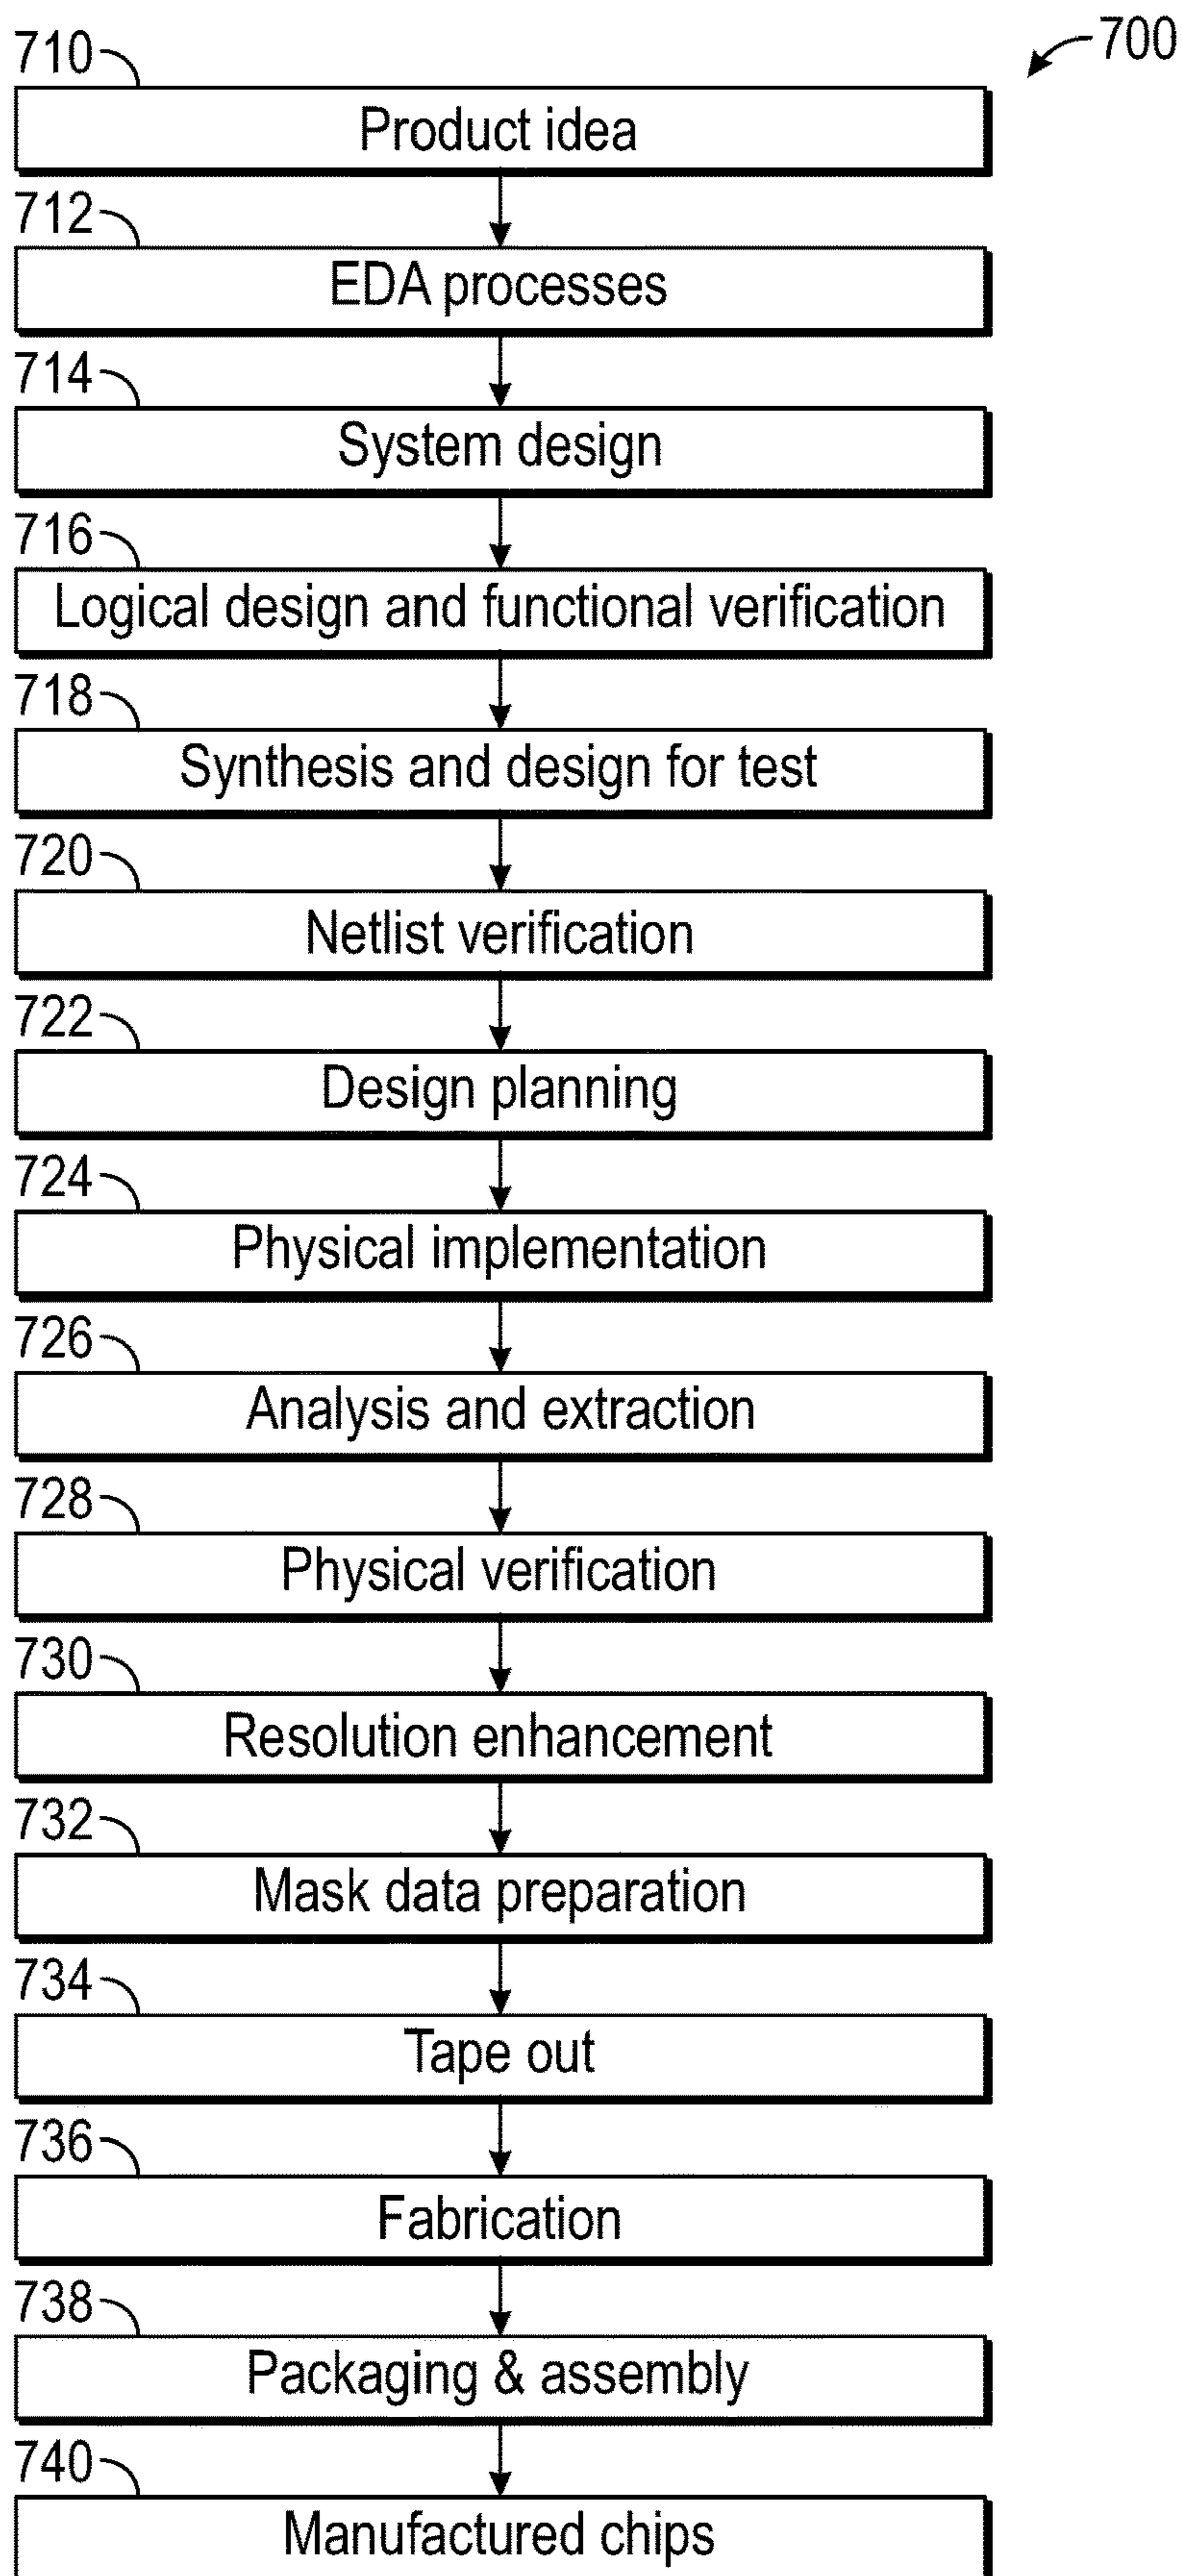 700
710
Product idea
712
EDA processes
714
System design
716
Logical design and functional verification
718
Synthesis and design for test
720
Netlist verification
722
Design planning
724
Physical implementation
726
Analysis and extraction
728
Physical verification
730
Resolution enhancement
732
Mask data preparation
734
Tape out
736
Fabrication
738
Packaging & assembly
740
Manufactured chips